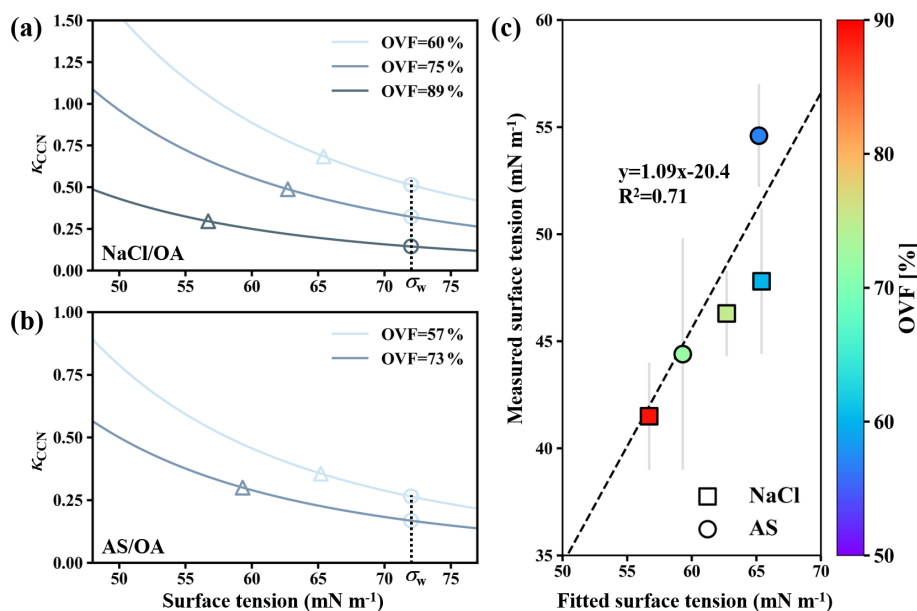 (a)
1.50
1.25
1.00
0.75
0.50
0.25
0.00
κCCN
OVF=60 %
OVF=75 %
OVF=89 %
NaCl/OA
50 55 60 65 σw 75
(b)
1.00
0.75
0.50
0.25
0.00
κCCN
OVF=57 %
OVF=73 %
AS/OA
50 55 60 65 σw 75
Surface tension (mN m⁻¹)
(c)
60
55
50
45
40
35
Measured surface tension (mN m⁻¹)
y=1.09x-20.4
R²=0.71
NaCl
AS
50 55 60 65 70
Fitted surface tension (mN m⁻¹)
90
80
70
60
50
OVF [%]